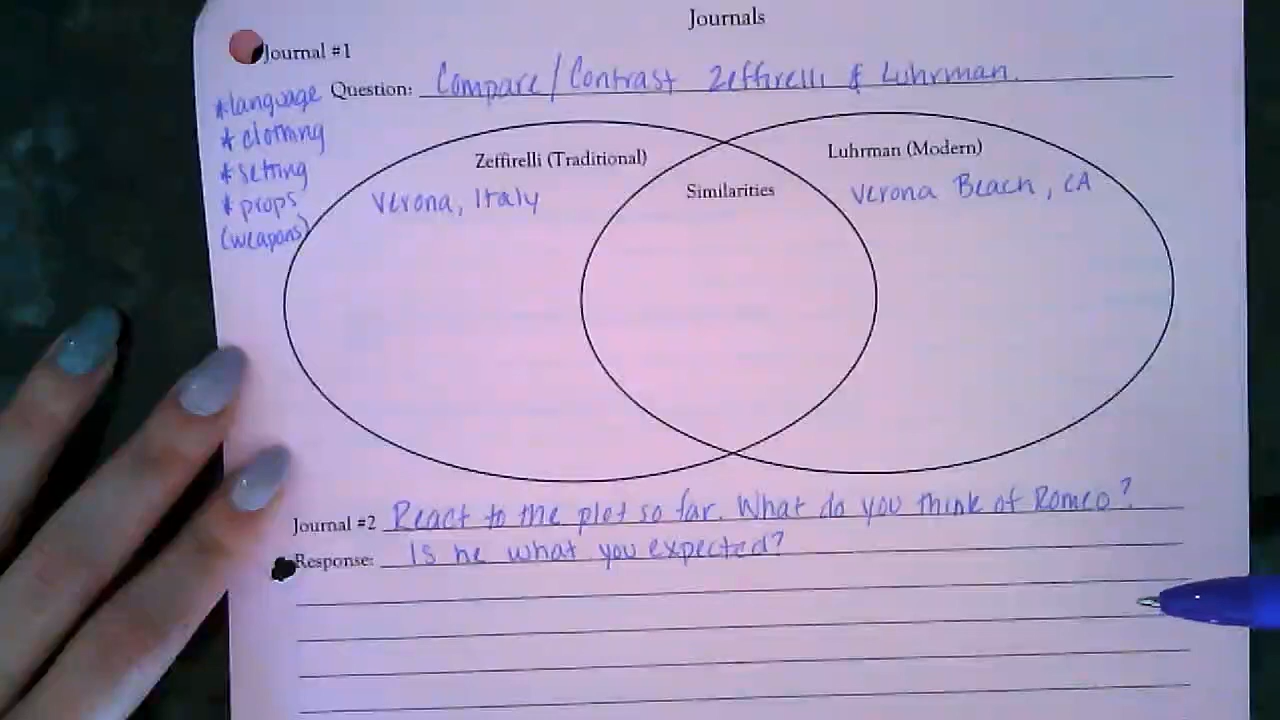 Journals
Journal #1
Question: Compare/Contrast Zeffirelli & Luhrman.
*language
*clothing
*setting
*props
(weapons)
Zeffirelli (Traditional)
Verona, Italy
Similarities
Luhrman (Modern)
Verona Beach, CA
Journal #2 React to the plot so far. What do you think of Romeo?
Response: Is he what you expected?